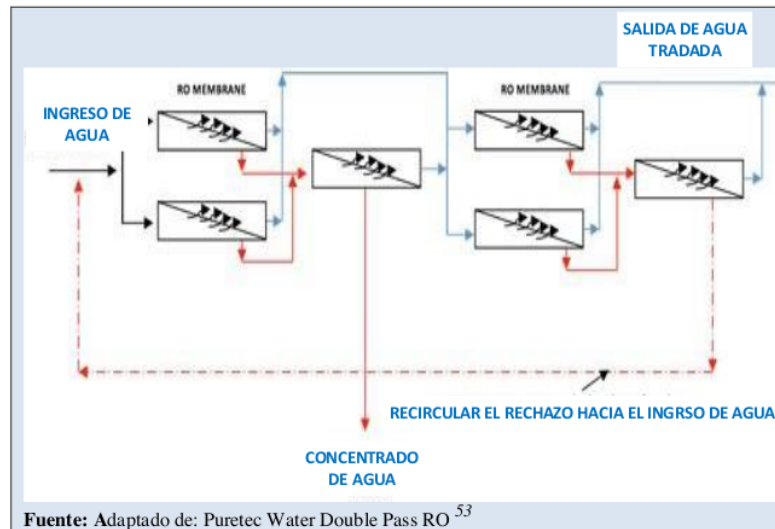 SALIDA DE AGUA
TRADADA
RO MEMBRANE
RO MEMBRANE
INGRESO DE
AGUA
RECIRCULAR EL RECHAZO HACIA EL INGRSO DE AGUA
CONCENTRADO
DE AGUA
Fuente: Adaptado de: Puretec Water Double Pass RO 53